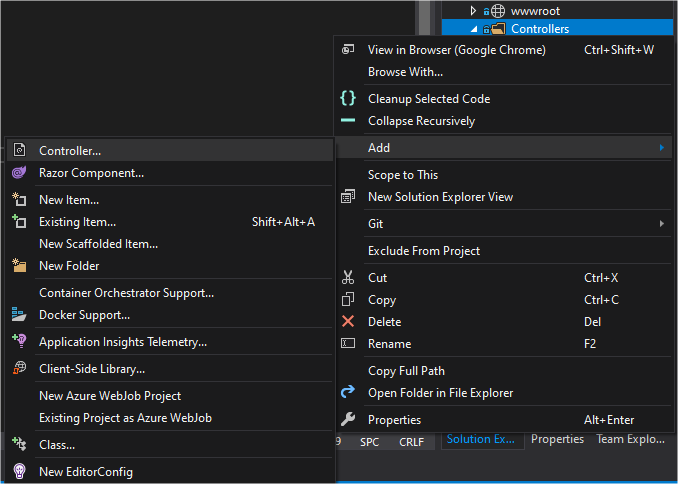 wwwroot
Controllers
View in Browser (Google Chrome) Ctrl+Shift+W
Browse With...
Cleanup Selected Code
Collapse Recursively
Add
Scope to This
New Solution Explorer View
Git
Exclude From Project
Cut Ctrl+X
Copy Ctrl+C
Delete Del
Rename F2
Copy Full Path
Open Folder in File Explorer
Properties Alt+Enter
Controller...
Razor Component...
New Item...
Existing Item... Shift+Alt+A
New Scaffolded Item...
New Folder
Container Orchestrator Support...
Docker Support...
Application Insights Telemetry...
Client-Side Library...
New Azure WebJob Project
Existing Project as Azure WebJob
Class...
New EditorConfig
9 SPC CRLF
Solution Ex... Properties Team Explo...